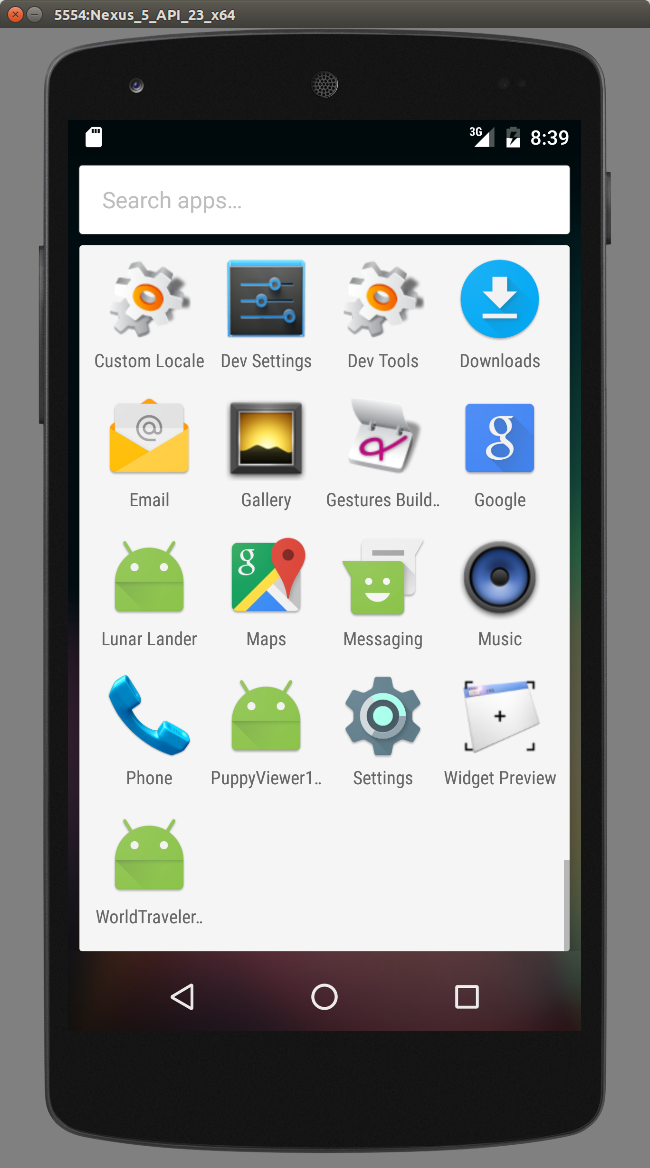 5554:Nexus_5_API_23_x64
3G 8:39
Search apps...
Custom Locale Dev Settings Dev Tools Downloads
Email Gallery Gestures Build.. Google
Lunar Lander Maps Messaging Music
Phone PuppyViewer1.. Settings Widget Preview
WorldTraveler..